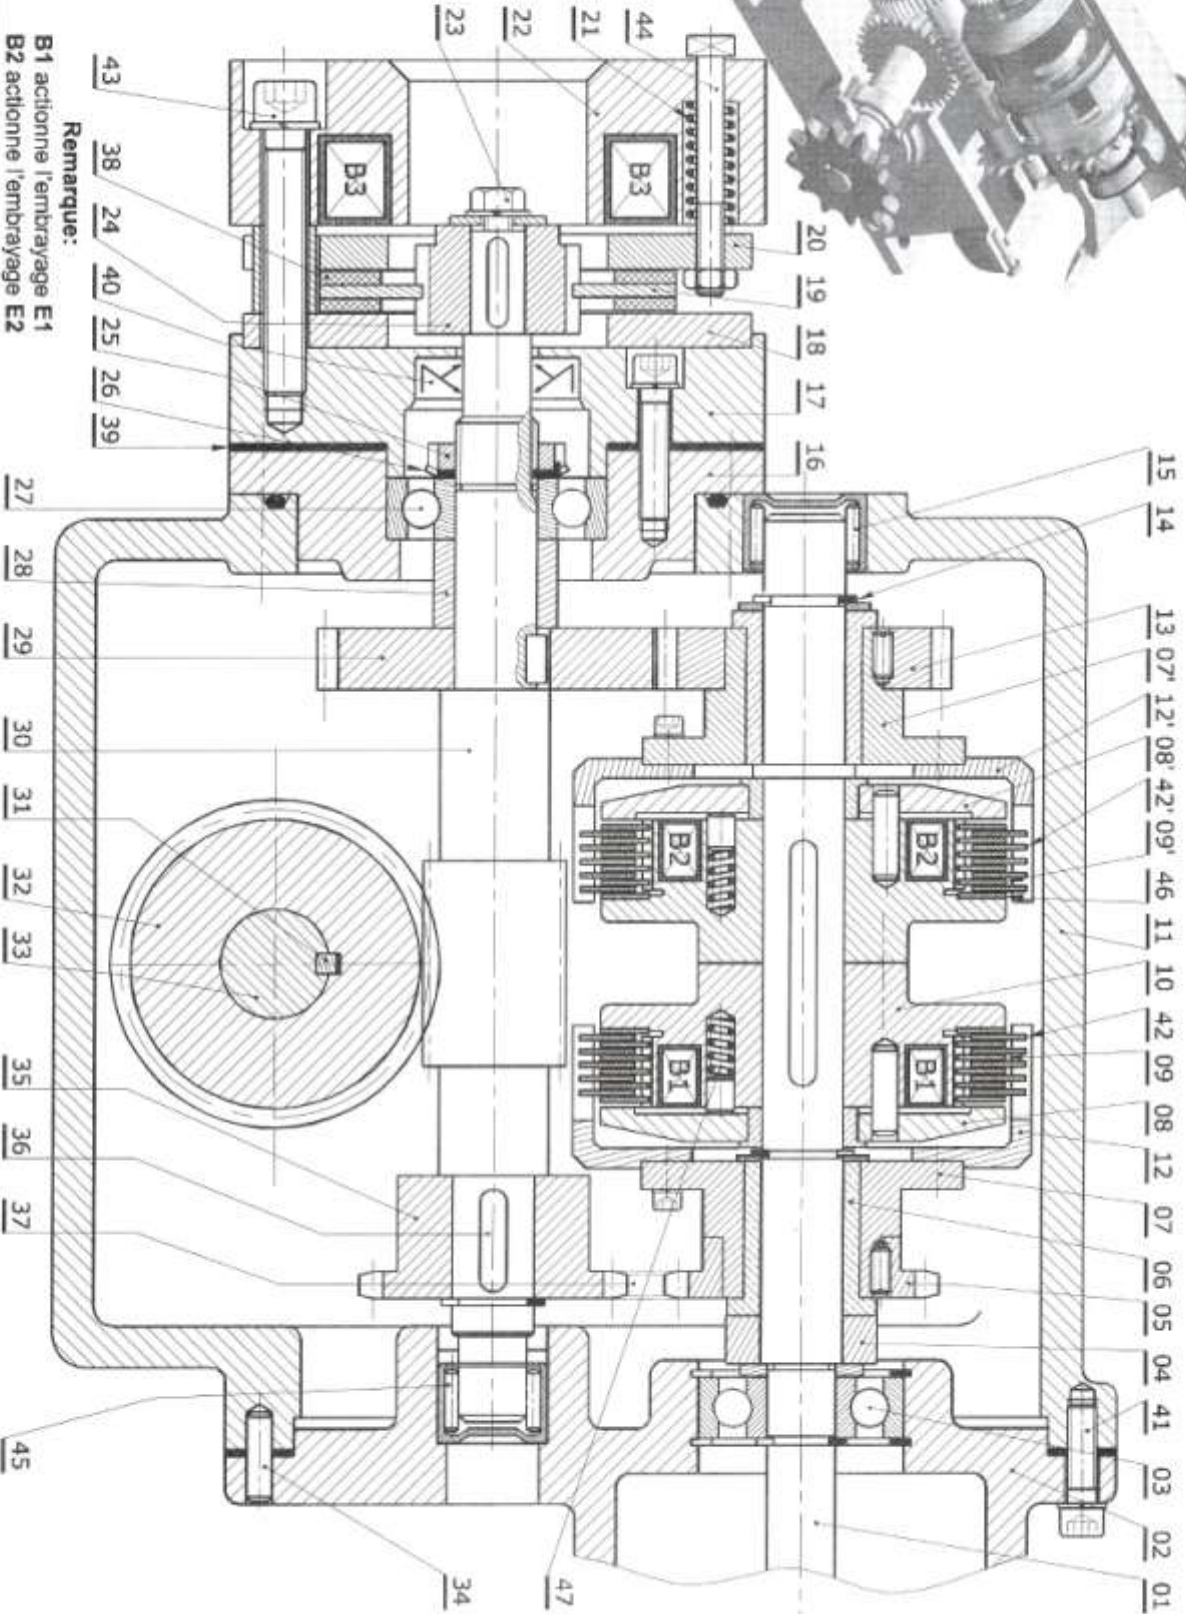 15 14 13 07' 12' 08' 42' 09' 46 11 10 42 09 08 12 07 06 05 04 41 03 02 01
B2 B1
20 19 18 17 16
B2 B1
44
B3
21
47
22
23
34
B3
43 38 24 40 25 26 39
27 28 29 30 31 32 33 35 36 37 45
Remarque:
B1 actionne l'embrayage E1
B2 actionne l'embrayage E2